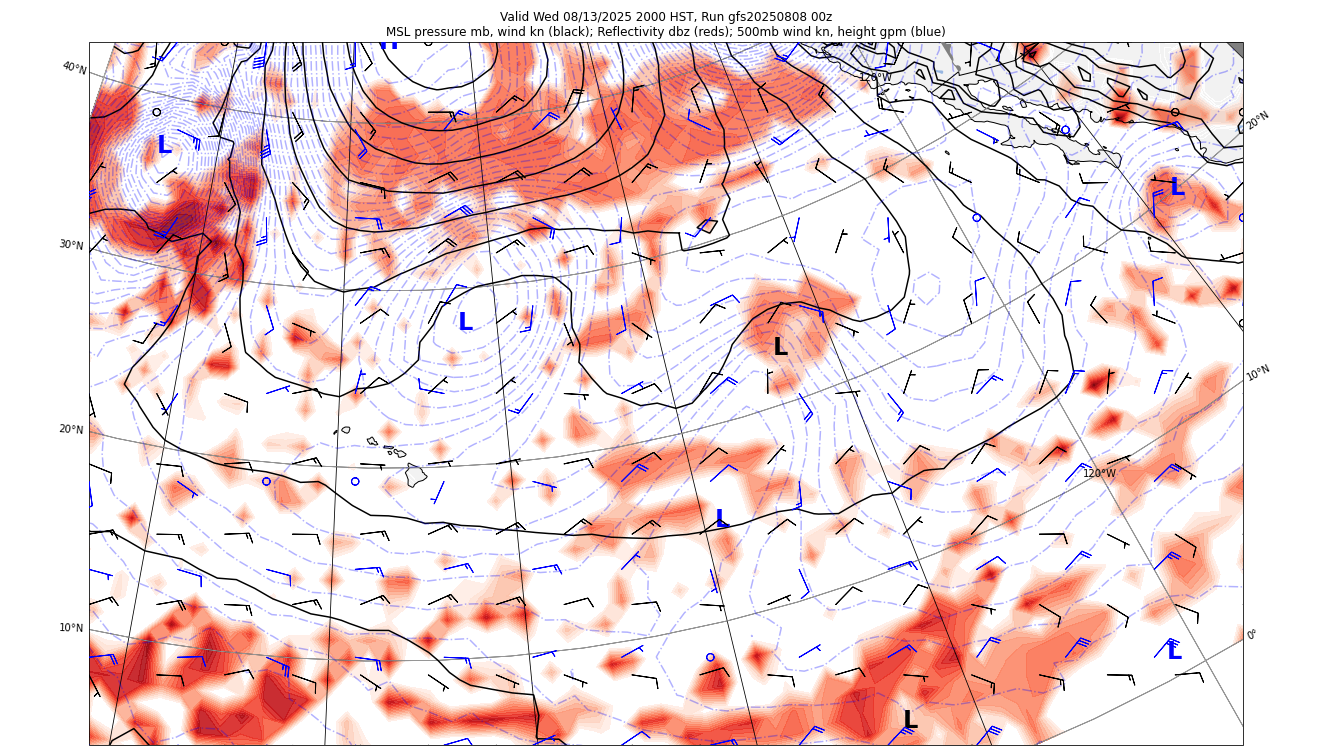 Valid Wed 08/13/2025 2000 HST, Run gfs20250808 00z
MSL pressure mb, wind kn (black); Reflectivity dbz (reds); 500mb wind kn, height gpm (blue)
H
40°N
120°W
20°N
L
L
30°N
L
L
10°N
20°N
120°W
L
10°N
0°
L
L